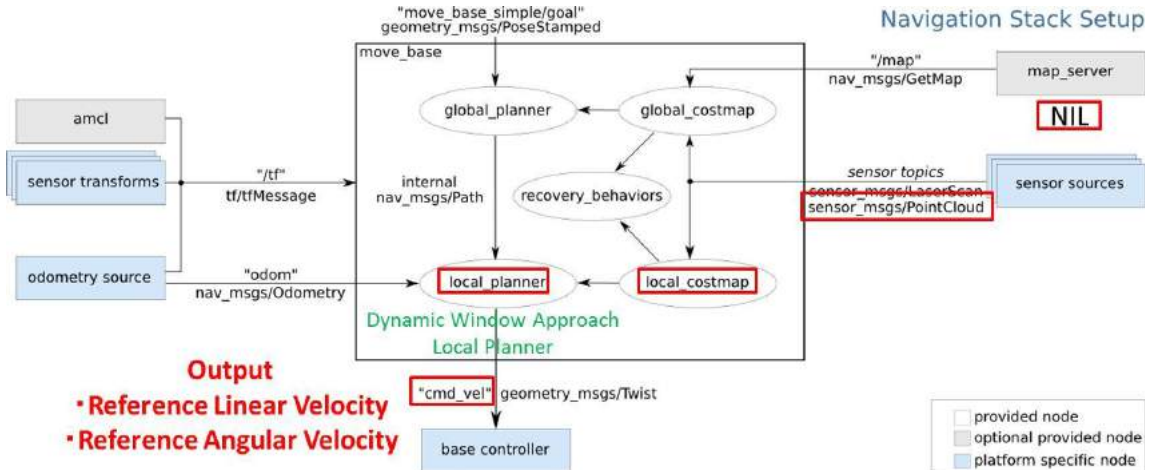 "move_base_simple/goal"
geometry_msgs/PoseStamped
Navigation Stack Setup
move_base
"/map"
nav_msgs/GetMap
map_server
NIL
amcl
global_planner
global_costmap
sensor transforms
"/tf"
tf/tfMessage
internal
nav_msgs/Path
recovery_behaviors
sensor topics
sensor_msgs/LaserScan
sensor_msgs/PointCloud
sensor sources
odometry source
"odom"
nav_msgs/Odometry
local_planner
local_costmap
Dynamic Window Approach
Local Planner
Output
・Reference Linear Velocity
・Reference Angular Velocity
"cmd_vel" geometry_msgs/Twist
base controller
provided node
optional provided node
platform specific node